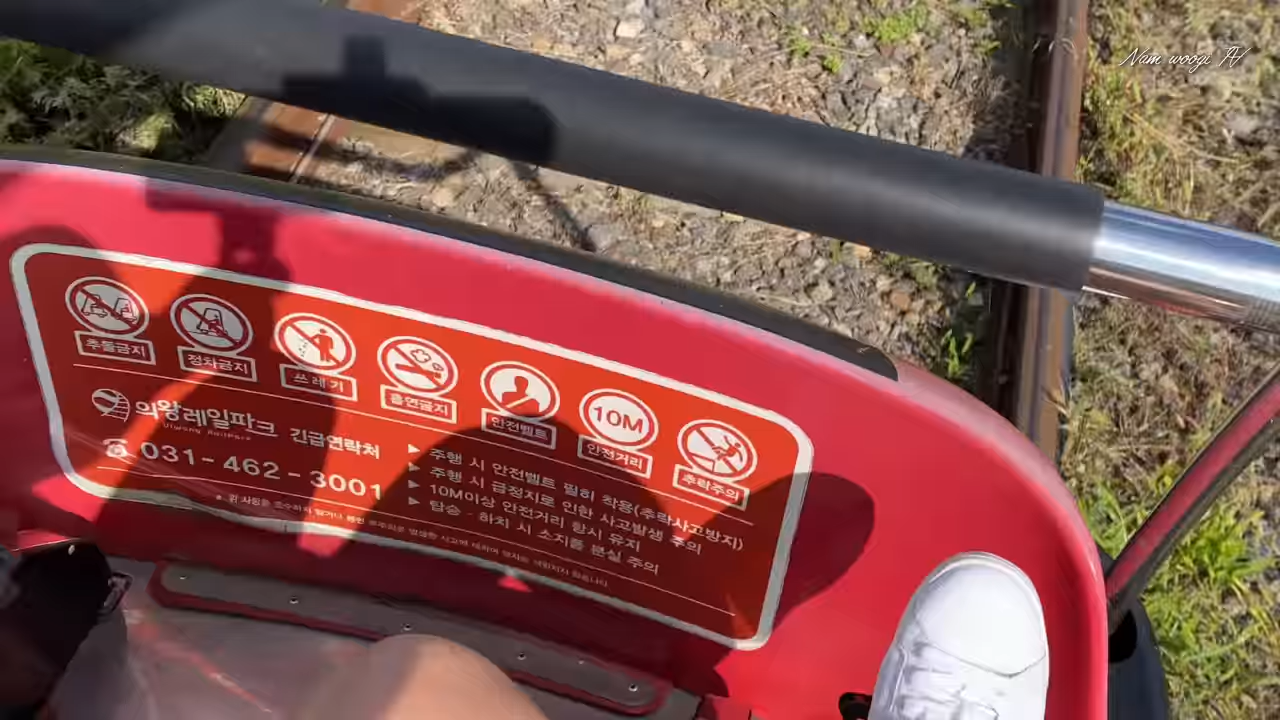 Nam woogi TV
추돌금지
정차금지
쓰레기
흡연금지
안전벨트
10M
안전거리
추락주의
의왕레일파크
Uiwang RailPark
긴급연락처
☎ 031-462-3001
▶ 주행 시 안전벨트 필히 착용(추락사고방지)
▶ 주행 시 급정지로 인한 사고발생 주의
▶ 10M이상 안전거리 항시 유지
▶ 탑승 · 하차 시 소지품 분실 주의